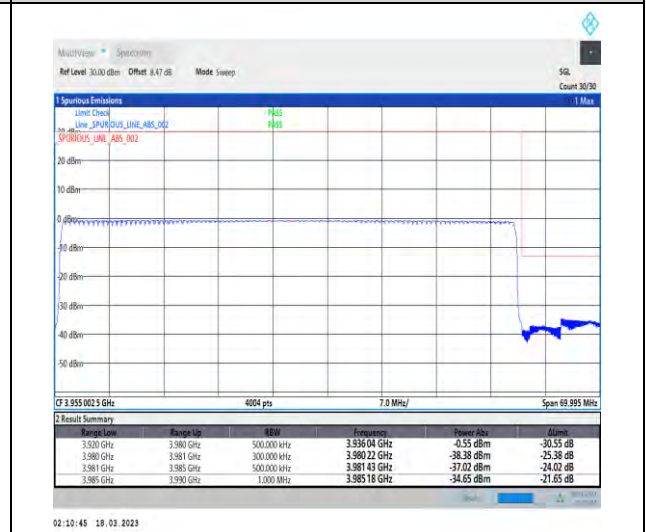 MultiView Spectrum
Ref Level 30.00 dBm Offset 8.47 dB Mode Sweep SGL
Count 30/30
1 Spurious Emissions 1 Max
Limit Check PASS
Line _SPURIOUS_LINE_ABS_002 PASS
_SPURIOUS_LINE_ABS_002
20 dBm
10 dBm
0 dBm
-10 dBm
-20 dBm
-30 dBm
-40 dBm
-50 dBm
CF 3.955 002 5 GHz 4004 pts 7.0 MHz/ Span 69.995 MHz
2 Result Summary
Range Low Range Up RBW Frequency Power Abs ΔLimit
3.920 GHz 3.980 GHz 500.000 kHz 3.936 04 GHz -0.55 dBm -30.55 dB
3.980 GHz 3.981 GHz 300.000 kHz 3.980 22 GHz -38.38 dBm -25.38 dB
3.981 GHz 3.985 GHz 500.000 kHz 3.981 43 GHz -37.02 dBm -24.02 dB
3.985 GHz 3.990 GHz 1.000 MHz 3.985 18 GHz -34.65 dBm -21.65 dB
02:10:45 18.03.2023